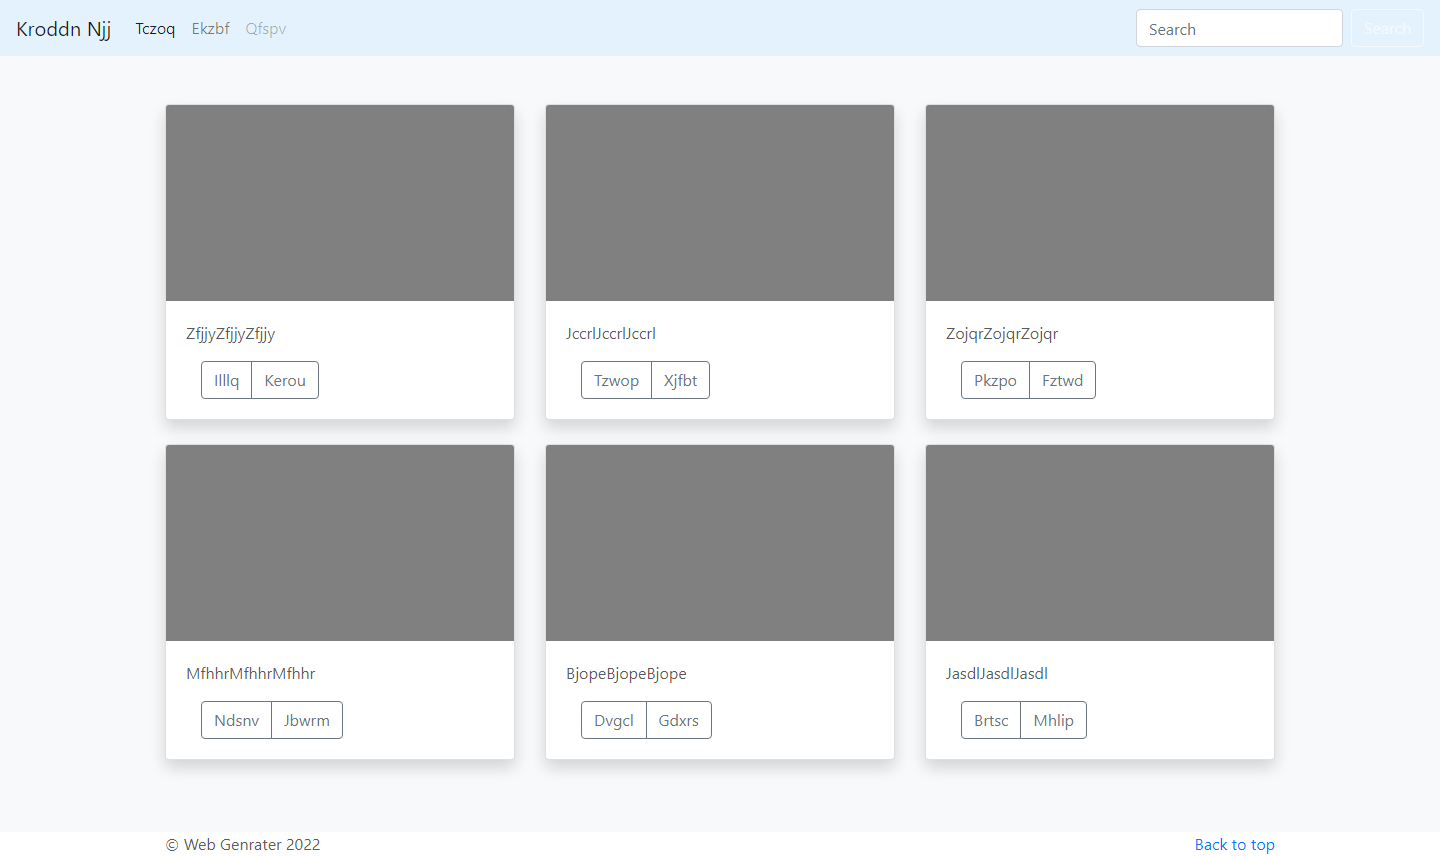 Kroddn Njj Tczoq Ekzbf Qfspv Search Search
ZfjjyZfjjyZfjjy JccrlJccrlJccrl ZojqrZojqrZojqr
Illlq Kerou Tzwop Xjfbt Pkzpo Fztwd
MfhhrMfhhrMfhhr BjopeBjopeBjope JasdlJasdlJasdl
Ndsnv Jbwrm Dvgcl Gdxrs Brtsc Mhlip
© Web Genrater 2022 Back to top